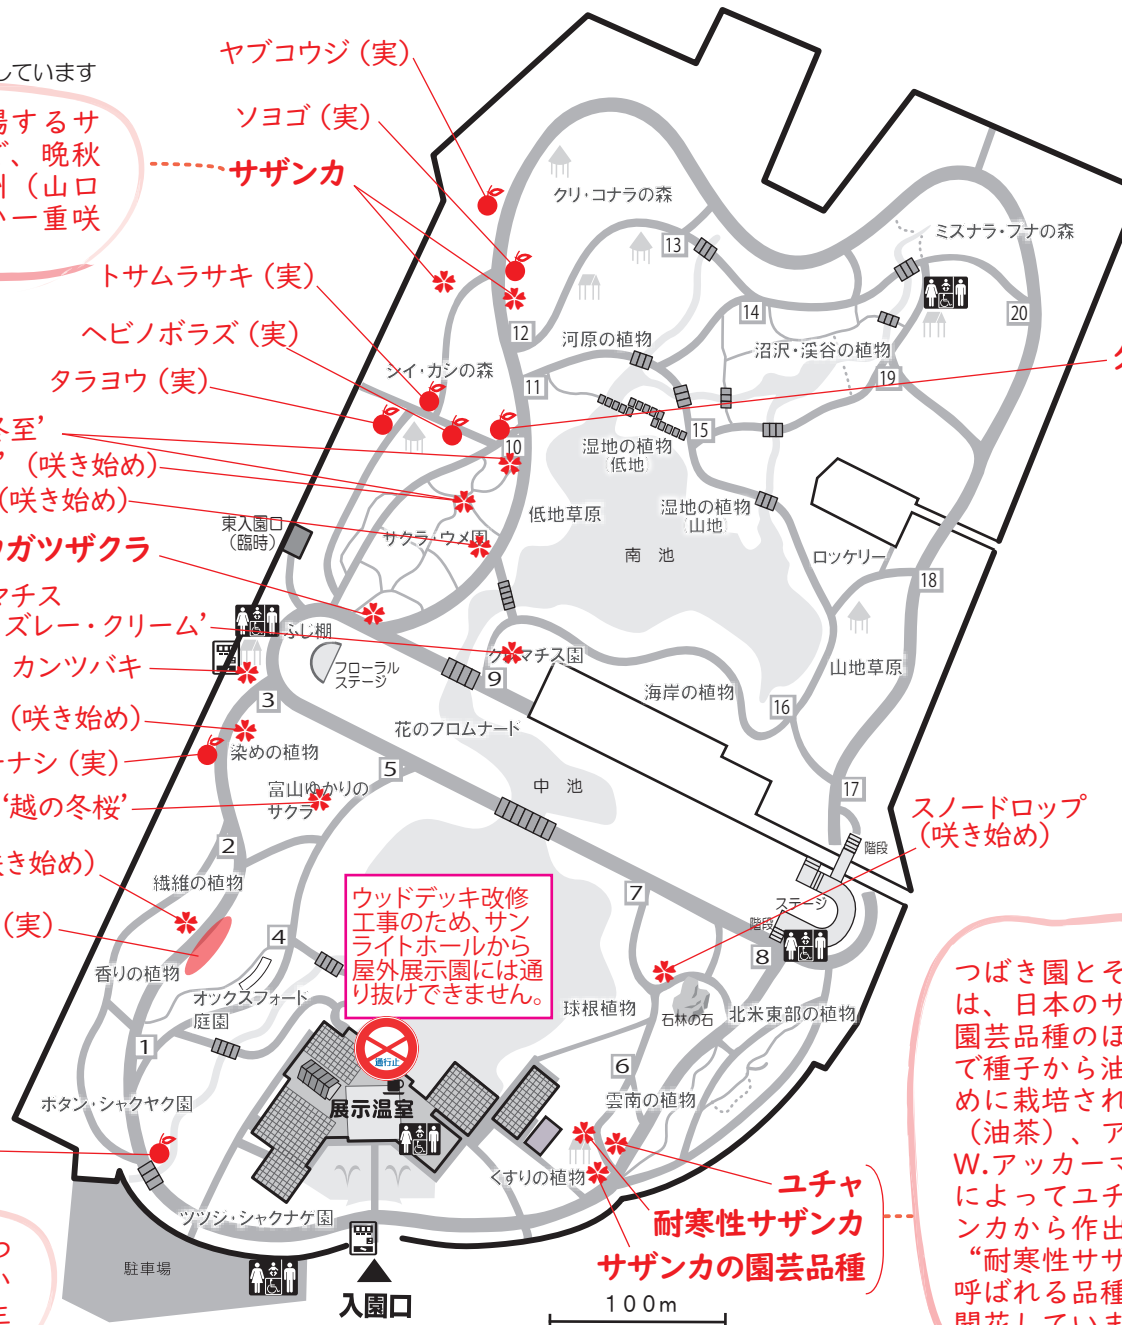 しています
場するサ
ド、晩秋
州（山口
い一重咲
ヤブコウジ（実）
ソヨゴ（実）
サザンカ
トサムラサキ（実）
ヘビノボラズ（実）
タラヨウ（実）
冬至’
’（咲き始め）
（咲き始め）
ウガツザクラ
マチス
ズレー・クリーム’
カンツバキ
（咲き始め）
ナシ（実）
‘越の冬桜’
き始め）
（実）
クリ・コナラの森
ミズナラ・ブナの森
13
14
20
12
河原の植物
沼沢・渓谷の植物
シイ・カシの森
11
19
15
10
湿地の植物
（低地）
湿地の植物
（山地）
低地草原
東入園口
（臨時）
サクラ・ウメ園
南 池
ロックリー
18
ふじ棚
フローラル
ステージ
クレマチス園
9
山地草原
海岸の植物
16
3
花のプロムナード
染めの植物
5
富山ゆかりの
サクラ
中 池
17
スノードロップ
（咲き始め）
階段
2
繊維の植物
ウッドデッキ改修
工事のため、サン
ライトホールから
屋外展示園には通
り抜けできません。
7
ステージ
階段
8
4
香りの植物
オックスフォード
庭園
球根植物
石林の石
北米東部の植物
1
通行止
6
ボタン・シャクヤク園
展示温室
雲南の植物
くすりの植物
ユチャ
耐寒性サザンカ
サザンカの園芸品種
ツツジ・シャクナゲ園
駐車場
入園口
100m
つばき園とそ
は、日本のサ
園芸品種のほ
で種子から油
めに栽培され
（油茶）、ア
W.アッカーマ
によってユチ
ンカから作出
“耐寒性サザ
呼ばれる品種
開花していま
つ
い